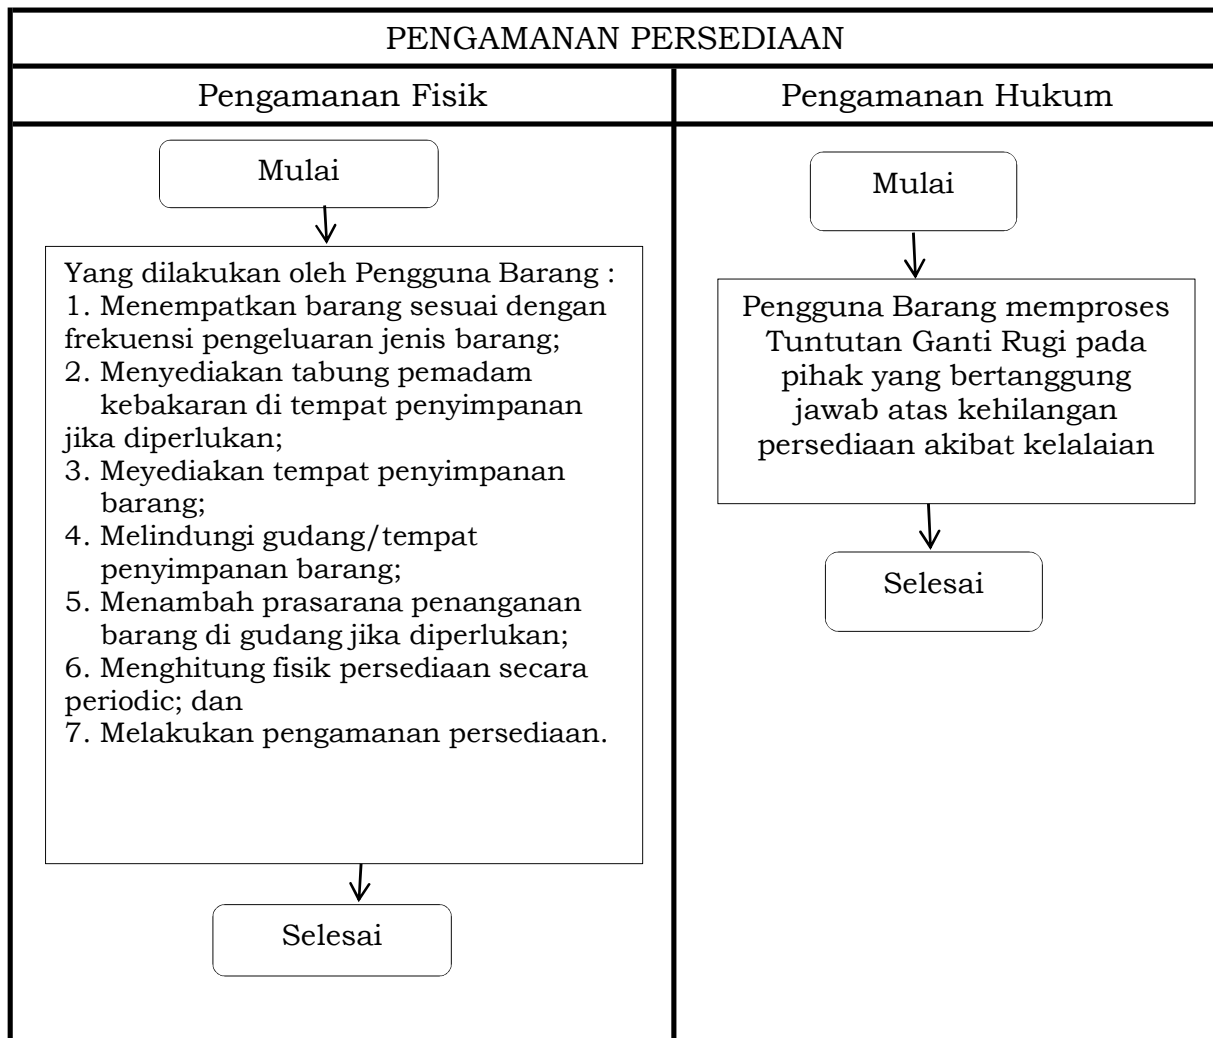 PENGAMANAN PERSEDIAAN
Pengamanan Fisik
Mulai
Yang dilakukan oleh Pengguna Barang :
1. Menempatkan barang sesuai dengan
frekuensi pengeluaran jenis barang;
2. Menyediakan tabung pemadam
kebakaran di tempat penyimpanan
jika diperlukan;
3. Meyediakan tempat penyimpanan
barang;
4. Melindungi gudang/tempat
penyimpanan barang;
5. Menambah prasarana penanganan
barang di gudang jika diperlukan;
6. Menghitung fisik persediaan secara
periodic; dan
7. Melakukan pengamanan persediaan.
Selesai
Pengamanan Hukum
Mulai
Pengguna Barang memproses
Tuntutan Ganti Rugi pada
pihak yang bertanggung
jawab atas kehilangan
persediaan akibat kelalaian
Selesai